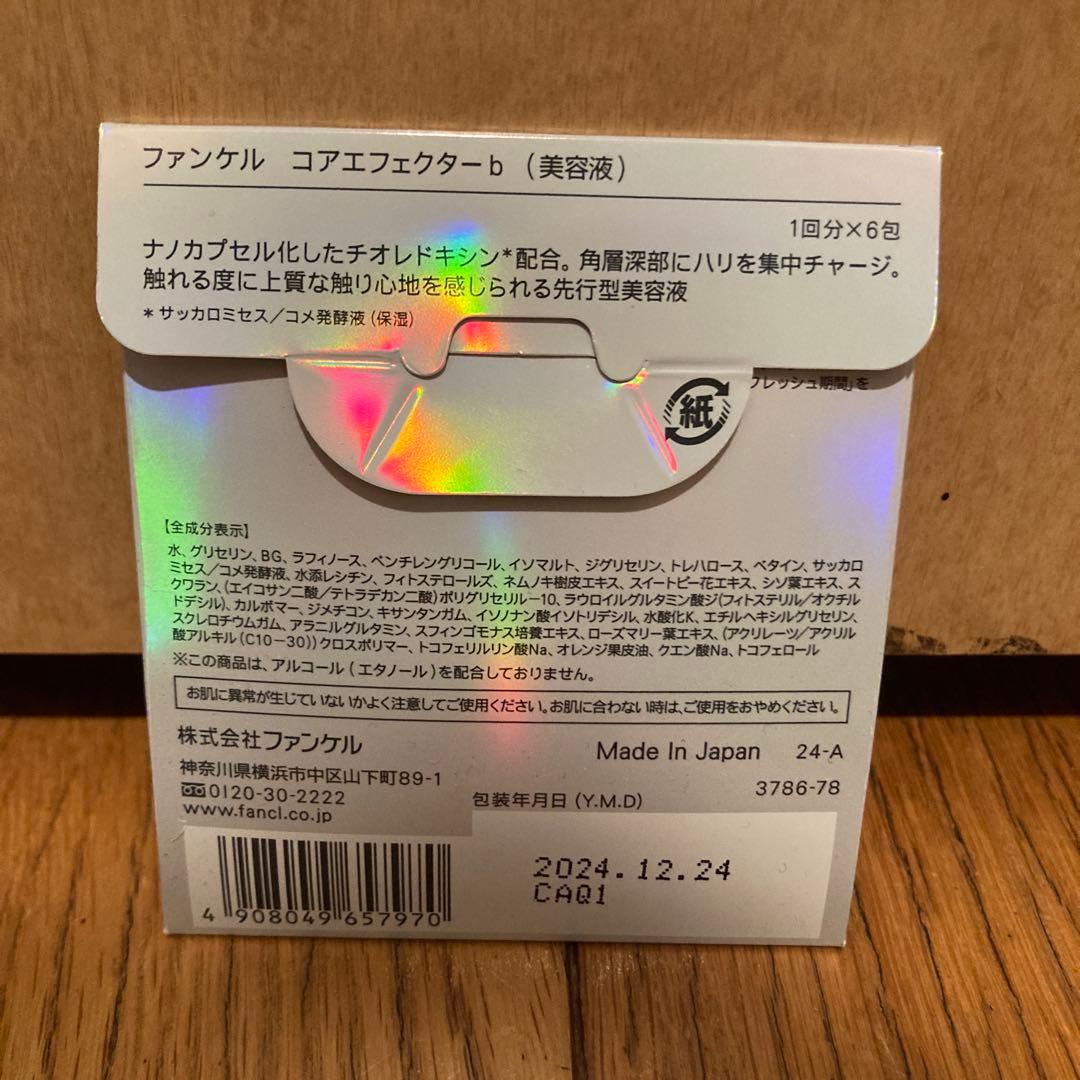 ファンケル　コアエフェクターb（美容液）
1回分×6包
ナノカプセル化したチオレドキシン*配合。角層深部にハリを集中チャージ。
触れる度に上質な触り心地を感じられる先行型美容液
* サッカロミセス／コメ発酵液(保湿)
フレッシュ期間」を
紙
【全成分表示】
水、グリセリン、BG、ラフィノース、ペンチレングリコール、イソマルト、ジグリセリン、トレハロース、ベタイン、サッカロ
ミセス／コメ発酵液、水添レシチン、フィトステロールズ、ネムノキ樹皮エキス、スイートピー花エキス、シソ葉エキス、ス
クワラン、(エイコサン二酸／テトラデカン二酸)ポリグリセリル－10、ラウロイルグルタミン酸ジ(フィトステリル／オクチル
ドデシル)、カルボマー、ジメチコン、キサンタンガム、イソノナン酸イソトリデシル、水酸化K、エチルヘキシルグリセリン、
スクレロチウムガム、アラニルグルタミン、スフィンゴモナス培養エキス、ローズマリー葉エキス、(アクリレーツ／アクリル
酸アルキル(C10－30))クロスポリマー、トコフェリルリン酸Na、オレンジ果皮油、クエン酸Na、トコフェロール
※この商品は、アルコール(エタノール)を配合しておりません。
お肌に異常が生じていないかよく注意してご使用ください。お肌に合わない時は、ご使用をおやめください。
株式会社ファンケル
神奈川県横浜市中区山下町89-1
0120-30-2222
www.fancl.co.jp
Made In Japan 24-A
3786-78
包装年月日(Y.M.D)
2024.12.24
CAQ1
4 908049 657970